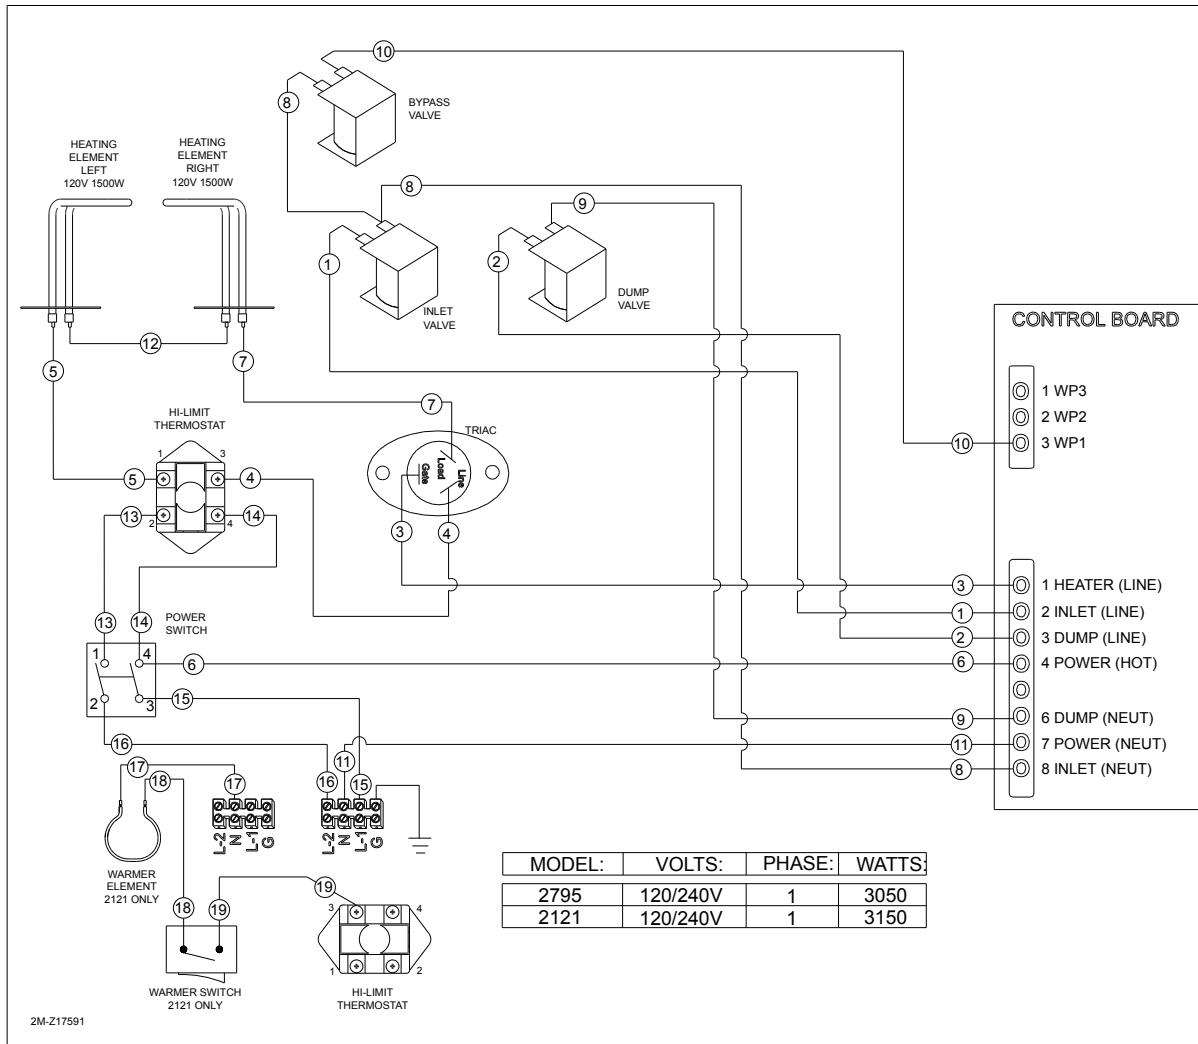 10
8
BYPASS
VALVE
HEATING
ELEMENT
LEFT
120V 1500W
HEATING
ELEMENT
RIGHT
120V 1500W
8
9
1
2
INLET
VALVE
DUMP
VALVE
12
5
7
7
HI-LIMIT
THERMOSTAT
TRIAC
Line
Load
Gate
1
3
5
4
13
2
4
14
3
4
CONTROL BOARD
1 WP3
2 WP2
10
3 WP1
3
1 HEATER (LINE)
1
2 INLET (LINE)
2
3 DUMP (LINE)
6
4 POWER (HOT)
9
6 DUMP (NEUT)
11
7 POWER (NEUT)
8
8 INLET (NEUT)
13
14
POWER
SWITCH
1
4
6
2
3
15
16
17
18
17
16
11
15
L-2
N
L-1
G
L-2
N
L-1
G
WARMER
ELEMENT
2121 ONLY
18
19
19
3
4
1
2
WARMER SWITCH
2121 ONLY
HI-LIMIT
THERMOSTAT
MODEL: VOLTS: PHASE: WATTS:
2795 120/240V 1 3050
2121 120/240V 1 3150
2M-Z17591